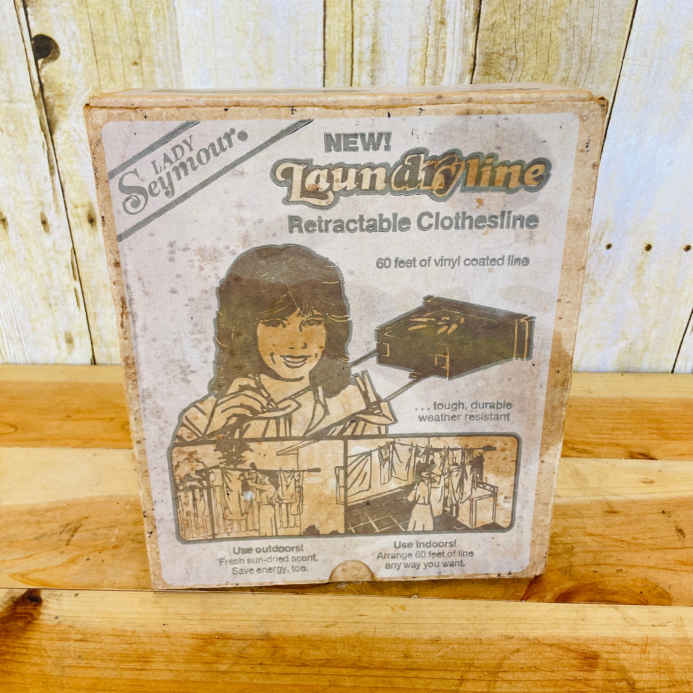 LADY
Seymour.
NEW!
Laundryline
Retractable Clothesline
60 feet of vinyl coated line
... tough, durable
weather resistant
Use outdoors!
Fresh sun-dried scent.
Save energy, too.
Use indoors!
Arrange 60 feet of line
any way you want.